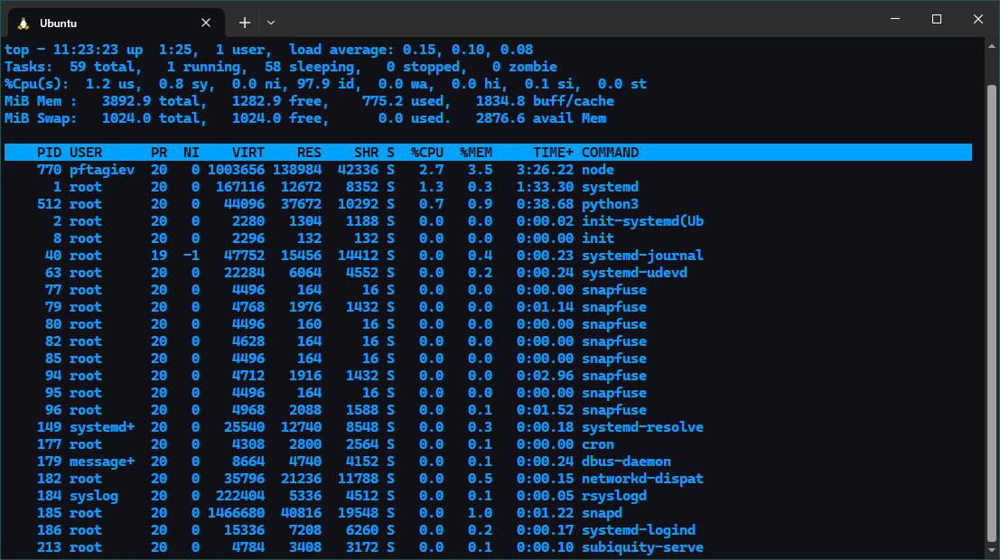 Ubuntu
top - 11:23:23 up  1:25,  1 user,  load average: 0.15, 0.10, 0.08
Tasks:  59 total,   1 running,  58 sleeping,   0 stopped,   0 zombie
%Cpu(s):  1.2 us,  0.8 sy,  0.0 ni, 97.9 id,  0.0 wa,  0.0 hi,  0.1 si,  0.0 st
MiB Mem :   3892.9 total,   1282.9 free,    775.2 used,   1834.8 buff/cache
MiB Swap:   1024.0 total,   1024.0 free,      0.0 used.   2876.6 avail Mem
    PID USER      PR  NI    VIRT    RES    SHR S  %CPU  %MEM     TIME+ COMMAND
    770 pftagiev  20   0 1003656 138984  42336 S   2.7   3.5   3:26.22 node
      1 root      20   0  167116  12672   8352 S   1.3   0.3   1:33.30 systemd
    512 root      20   0   44096  37672  10292 S   0.7   0.9   0:38.68 python3
      2 root      20   0    2280   1304   1188 S   0.0   0.0   0:00.02 init-systemd(Ub
      8 root      20   0    2296    132    132 S   0.0   0.0   0:00.00 init
     40 root      19  -1   47752  15456  14412 S   0.0   0.4   0:00.23 systemd-journal
     63 root      20   0   22284   6064   4552 S   0.0   0.2   0:00.24 systemd-udevd
     77 root      20   0    4496    164     16 S   0.0   0.0   0:00.00 snapfuse
     79 root      20   0    4768   1976   1432 S   0.0   0.0   0:01.14 snapfuse
     80 root      20   0    4496    160     16 S   0.0   0.0   0:00.00 snapfuse
     82 root      20   0    4628    164     16 S   0.0   0.0   0:00.00 snapfuse
     85 root      20   0    4496    164     16 S   0.0   0.0   0:00.00 snapfuse
     94 root      20   0    4712   1916   1432 S   0.0   0.0   0:02.96 snapfuse
     95 root      20   0    4496    164     16 S   0.0   0.0   0:00.00 snapfuse
     96 root      20   0    4968   2088   1588 S   0.0   0.1   0:01.52 snapfuse
    149 systemd+  20   0   25540  12740   8548 S   0.0   0.3   0:00.18 systemd-resolve
    177 root      20   0    4308   2800   2564 S   0.0   0.1   0:00.00 cron
    179 message+  20   0    8664   4740   4152 S   0.0   0.1   0:00.24 dbus-daemon
    182 root      20   0   35796  21236  11788 S   0.0   0.5   0:00.15 networkd-dispat
    184 syslog    20   0  222404   5336   4512 S   0.0   0.1   0:00.05 rsyslogd
    185 root      20   0 1466680  40816  19548 S   0.0   1.0   0:01.22 snapd
    186 root      20   0   15336   7208   6260 S   0.0   0.2   0:00.17 systemd-logind
    213 root      20   0    4784   3408   3172 S   0.0   0.1   0:00.10 subiquity-serve